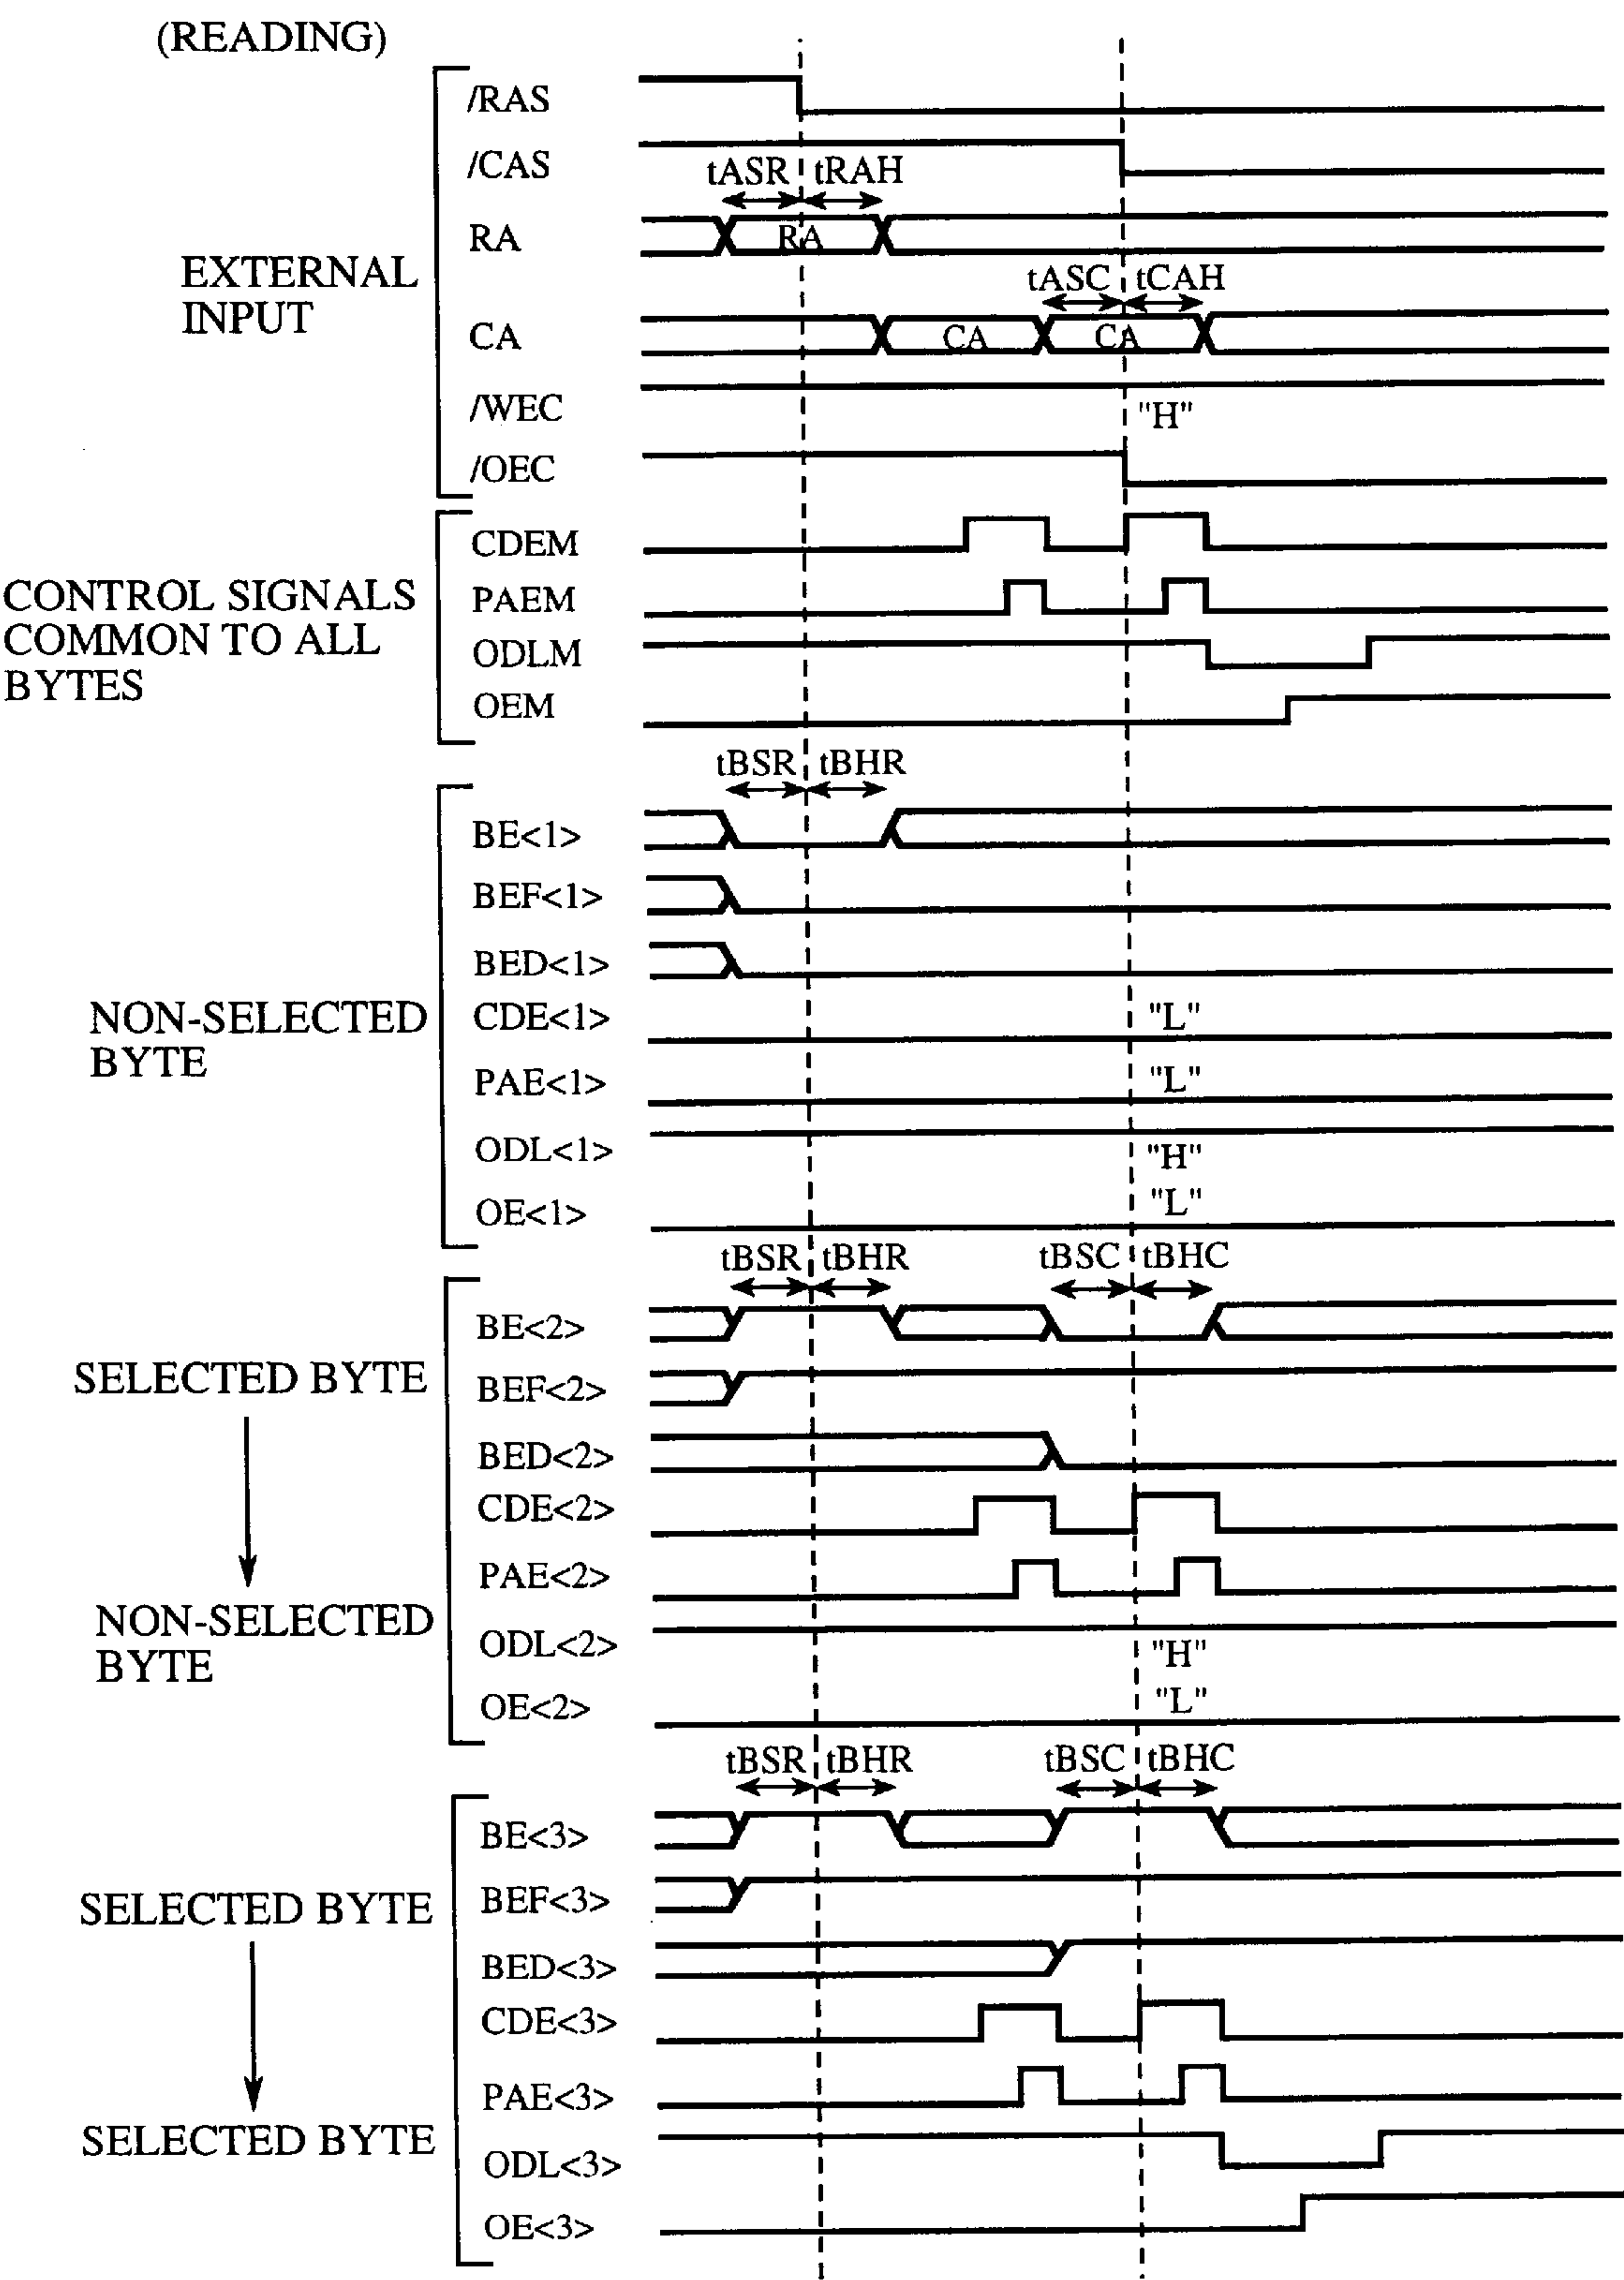 (READING)
/RAS
/CAS
tASR tRAH
RA
RA
EXTERNAL
INPUT
tASC tCAH
CA
CA
CA
/WEC
"H"
/OEC
CDEM
CONTROL SIGNALS
COMMON TO ALL
BYTES
PAEM
ODLM
OEM
tBSR tBHR
BE<1>
BEF<1>
BED<1>
NON-SELECTED
BYTE
CDE<1>
"L"
PAE<1>
"L"
ODL<1>
"H"
OE<1>
"L"
tBSR tBHR tBSC tBHC
BE<2>
SELECTED BYTE
BEF<2>
BED<2>
CDE<2>
PAE<2>
NON-SELECTED
BYTE
ODL<2>
"H"
OE<2>
"L"
tBSR tBHR tBSC tBHC
BE<3>
SELECTED BYTE
BEF<3>
BED<3>
CDE<3>
PAE<3>
SELECTED BYTE
ODL<3>
OE<3>